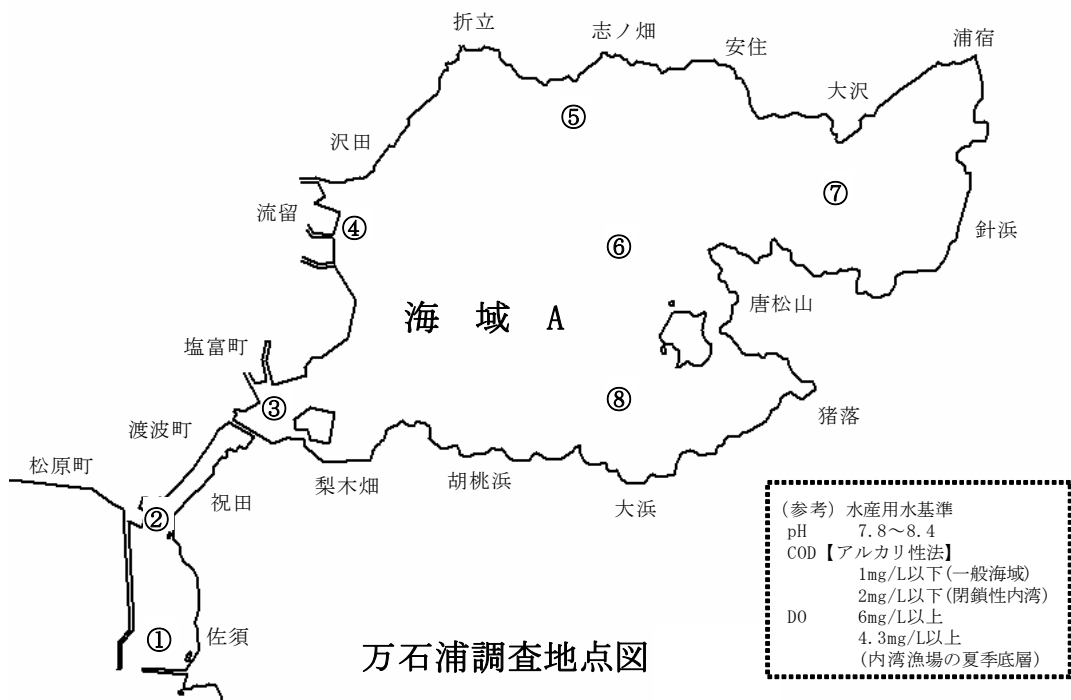 折立
志ノ畑
安住
浦宿
大沢
⑤
沢田
⑦
流留
④
針浜
⑥
唐松山
海 域 A
塩富町
③
⑧
猪落
渡波町
松原町
梨木畑
胡桃浜
祝田
大浜
②
①
佐須
万石浦調査地点図
(参考) 水産用水基準
pH 7.8～8.4
COD【アルカリ性法】
1mg/L以下(一般海域)
2mg/L以下(閉鎖性内湾)
DO 6mg/L以上
4.3mg/L以上
(内湾漁場の夏季底層)